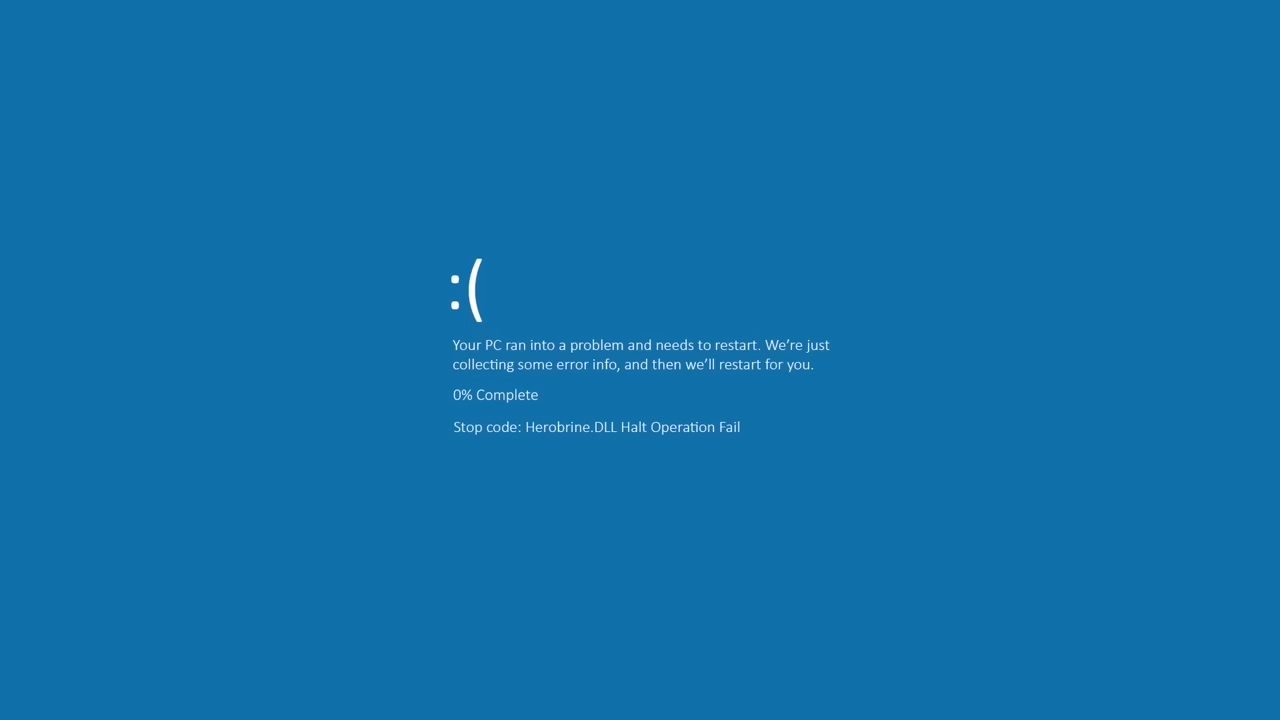 :(
Your PC ran into a problem and needs to restart. We’re just
collecting some error info, and then we’ll restart for you.
0% Complete
Stop code: Herobrine.DLL Halt Operation Fail